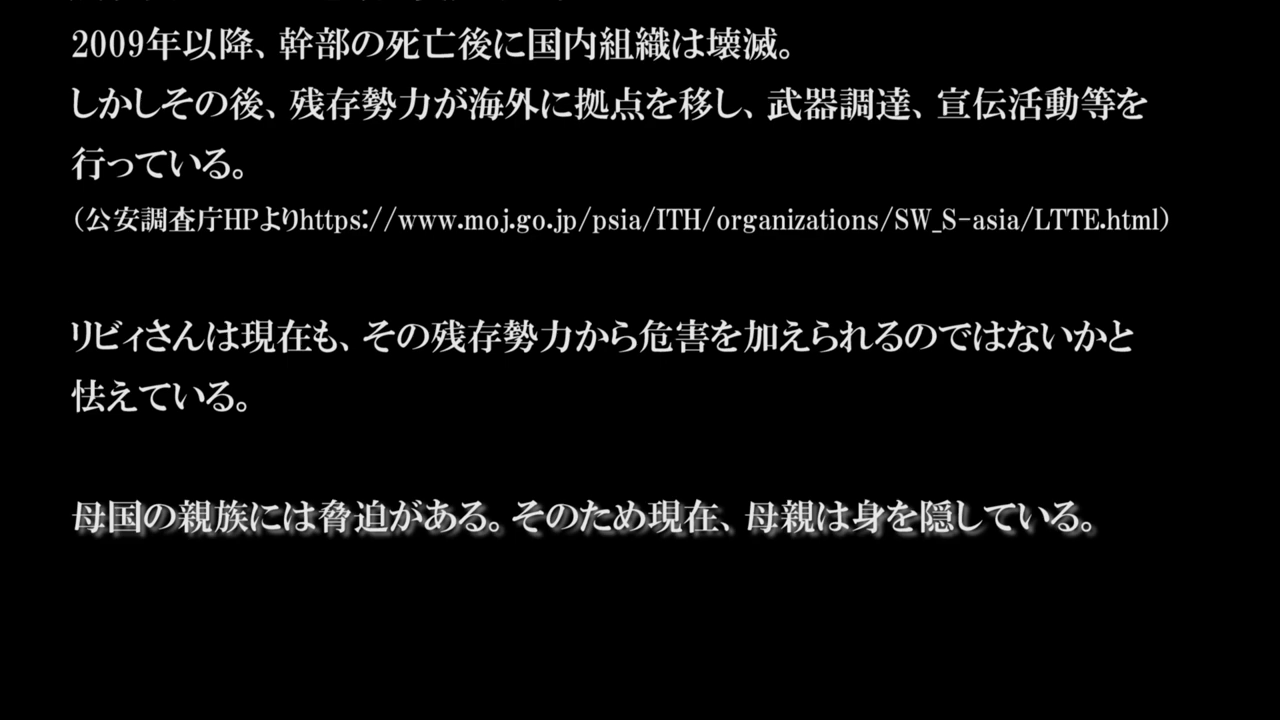 2009年以降、幹部の死亡後に国内組織は壊滅。
しかしその後、残存勢力が海外に拠点を移し、武器調達、宣伝活動等を
行っている。
（公安調査庁HPよりhttps://www.moj.go.jp/psia/ITH/organizations/SW_S-asia/LTTE.html）
リビィさんは現在も、その残存勢力から危害を加えられるのではないかと
怯えている。
母国の親族には脅迫がある。そのため現在、母親は身を隠している。